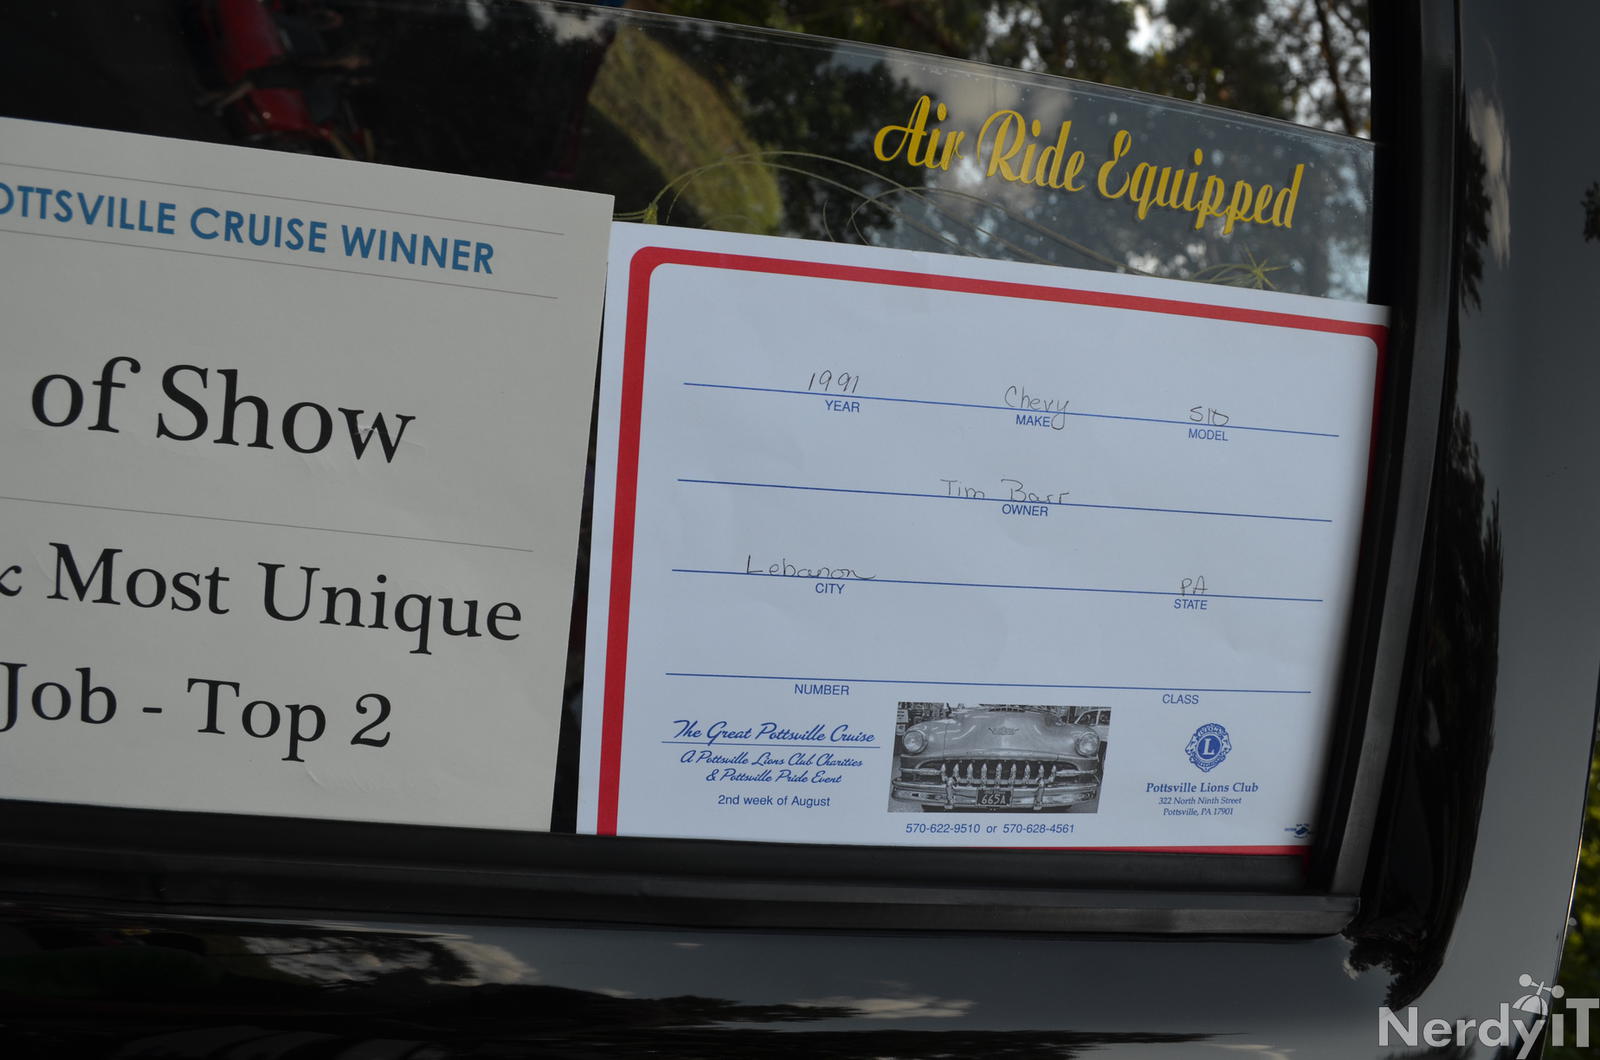 Air Ride Equipped
OTTSVILLE CRUISE WINNER
of Show
& Most Unique
Job - Top 2
1991 Chevy S10
YEAR MAKE MODEL
Tim Barr
OWNER
Lebanon PA
CITY STATE
NUMBER CLASS
The Great Pottsville Cruise
A Pottsville Lions Club Charities
& Pottsville Pride Event
2nd week of August
665A
570-622-9510 or 570-628-4561
L
Pottsville Lions Club
322 North Ninth Street
Pottsville, PA 17901
NerdyiT